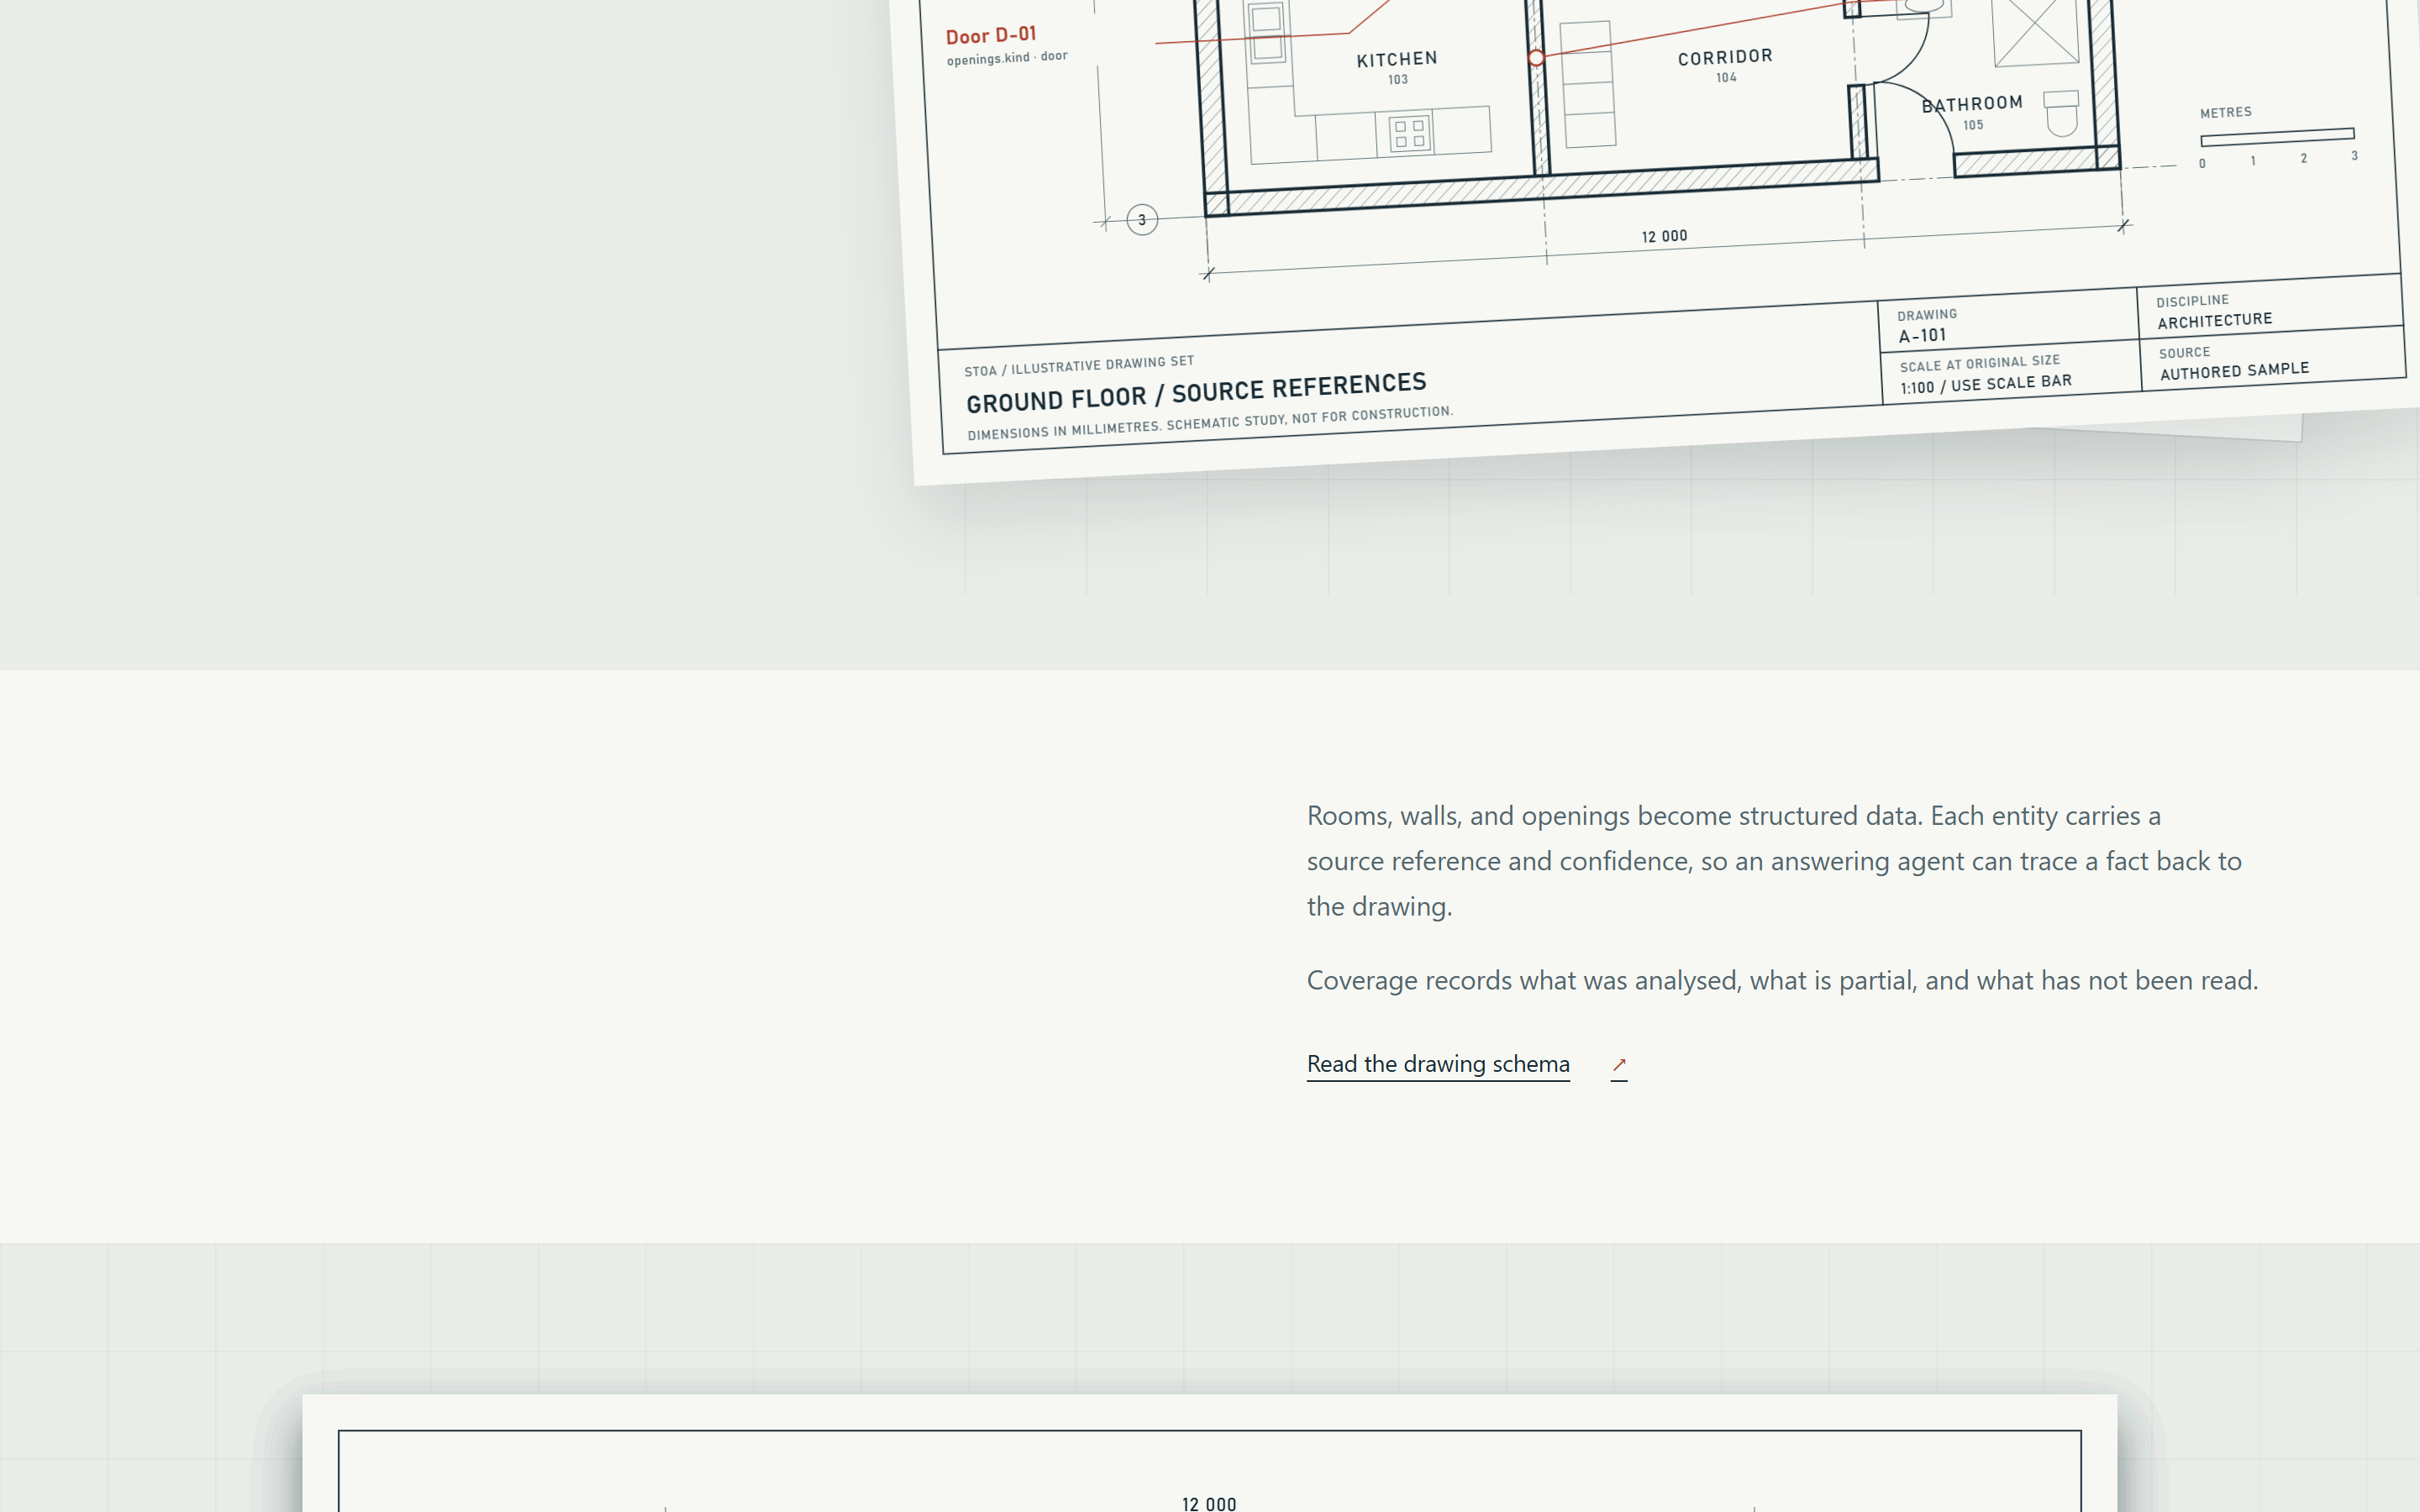 Door D-01
openings.kind · door
KITCHEN
103
CORRIDOR
104
BATHROOM
105
METRES
0 1 2 3
3
12 000
STOA / ILLUSTRATIVE DRAWING SET
GROUND FLOOR / SOURCE REFERENCES
DIMENSIONS IN MILLIMETRES. SCHEMATIC STUDY, NOT FOR CONSTRUCTION.
DRAWING
A-101
SCALE AT ORIGINAL SIZE
1:100 / USE SCALE BAR
DISCIPLINE
ARCHITECTURE
SOURCE
AUTHORED SAMPLE
Rooms, walls, and openings become structured data. Each entity carries a
source reference and confidence, so an answering agent can trace a fact back to
the drawing.
Coverage records what was analysed, what is partial, and what has not been read.
Read the drawing schema ↗
12 000